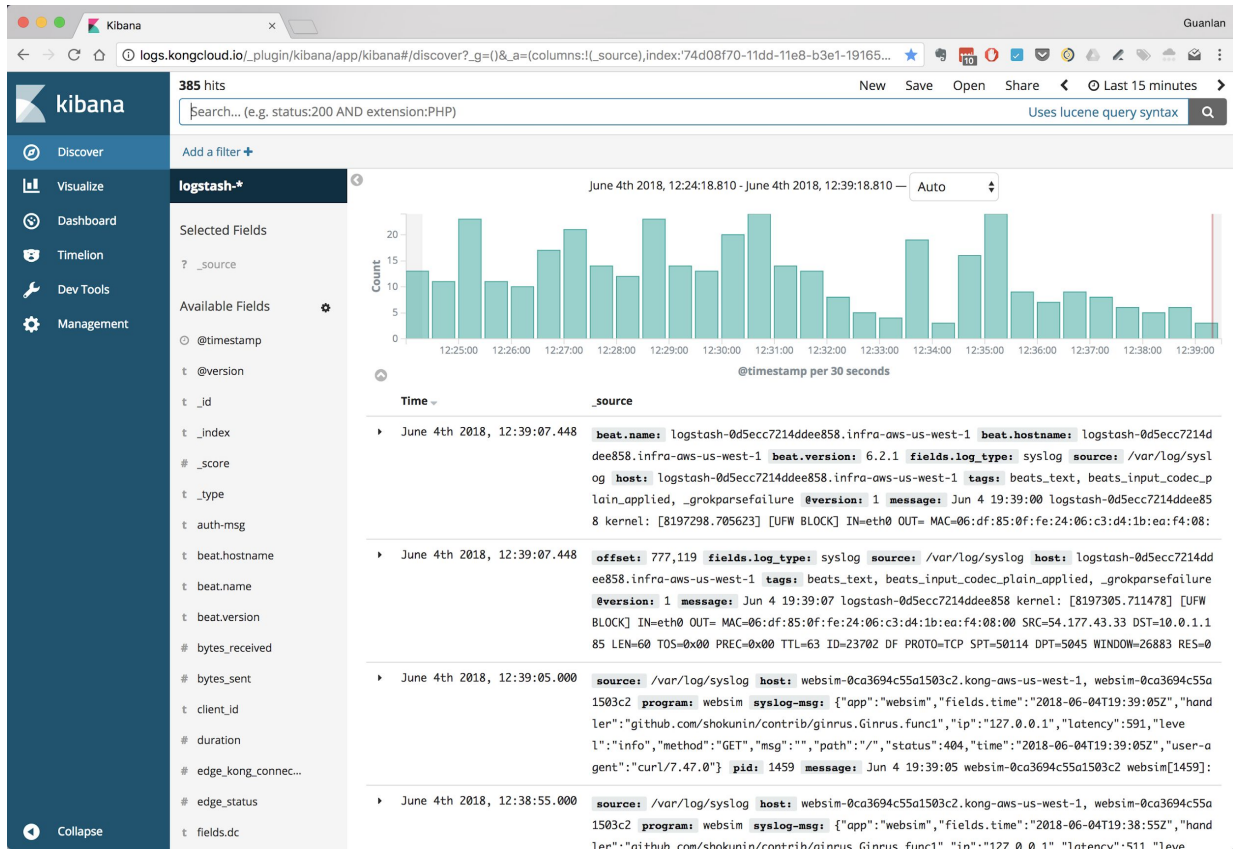 Kibana
Guanlan
logs.kongcloud.io/_plugin/kibana/app/kibana#/discover?_g=()&_a=(columns:!(_source),index:'74d08f70-11dd-11e8-b3e1-19165...
10
kibana
385 hits
New Save Open Share Last 15 minutes
Search... (e.g. status:200 AND extension:PHP)
Uses lucene query syntax
Add a filter +
Discover
Visualize
Dashboard
Timelion
Dev Tools
Management
Collapse
logstash-*
Selected Fields
? _source
Available Fields
@timestamp
t @version
t _id
t _index
# _score
t _type
t auth-msg
t beat.hostname
t beat.name
t beat.version
# bytes_received
# bytes_sent
t client_id
# duration
# edge_kong_connec...
# edge_status
t fields.dc
June 4th 2018, 12:24:18.810 - June 4th 2018, 12:39:18.810 — Auto
Count
20
15
10
5
0
12:25:00 12:26:00 12:27:00 12:28:00 12:29:00 12:30:00 12:31:00 12:32:00 12:33:00 12:34:00 12:35:00 12:36:00 12:37:00 12:38:00 12:39:00
@timestamp per 30 seconds
Time _source
June 4th 2018, 12:39:07.448 beat.name: logstash-0d5ecc7214ddee858.infra-aws-us-west-1 beat.hostname: logstash-0d5ecc7214d
dee858.infra-aws-us-west-1 beat.version: 6.2.1 fields.log_type: syslog source: /var/log/sysl
og host: logstash-0d5ecc7214ddee858.infra-aws-us-west-1 tags: beats_text, beats_input_codec_p
lain_applied, _grokparsefailure @version: 1 message: Jun 4 19:39:00 logstash-0d5ecc7214ddee85
8 kernel: [8197298.705623] [UFW BLOCK] IN=eth0 OUT= MAC=06:df:85:0f:fe:24:06:c3:d4:1b:ea:f4:08:
June 4th 2018, 12:39:07.448 offset: 777,119 fields.log_type: syslog source: /var/log/syslog host: logstash-0d5ecc7214dd
ee858.infra-aws-us-west-1 tags: beats_text, beats_input_codec_plain_applied, _grokparsefailure
@version: 1 message: Jun 4 19:39:07 logstash-0d5ecc7214ddee858 kernel: [8197305.711478] [UFW
BLOCK] IN=eth0 OUT= MAC=06:df:85:0f:fe:24:06:c3:d4:1b:ea:f4:08:00 SRC=54.177.43.33 DST=10.0.1.1
85 LEN=60 TOS=0x00 PREC=0x00 TTL=63 ID=23702 DF PROTO=TCP SPT=50114 DPT=5045 WINDOW=26883 RES=0
June 4th 2018, 12:39:05.000 source: /var/log/syslog host: websim-0ca3694c55a1503c2.kong-aws-us-west-1, websim-0ca3694c55a
1503c2 program: websim syslog-msg: {"app":"websim","fields.time":"2018-06-04T19:39:05Z","hand
ler":"github.com/shokunin/contrib/ginrus.Ginrus.func1","ip":"127.0.0.1","latency":591,"leve
l":"info","method":"GET","msg":"","path":"/","status":404,"time":"2018-06-04T19:39:05Z","user-a
gent":"curl/7.47.0"} pid: 1459 message: Jun 4 19:39:05 websim-0ca3694c55a1503c2 websim[1459]:
June 4th 2018, 12:38:55.000 source: /var/log/syslog host: websim-0ca3694c55a1503c2.kong-aws-us-west-1, websim-0ca3694c55a
1503c2 program: websim syslog-msg: {"app":"websim","fields.time":"2018-06-04T19:38:55Z","hand
ler":"github.com/shokunin/contrib/ginrus.Ginrus.func1","ip":"127.0.0.1","latency":511,"leve